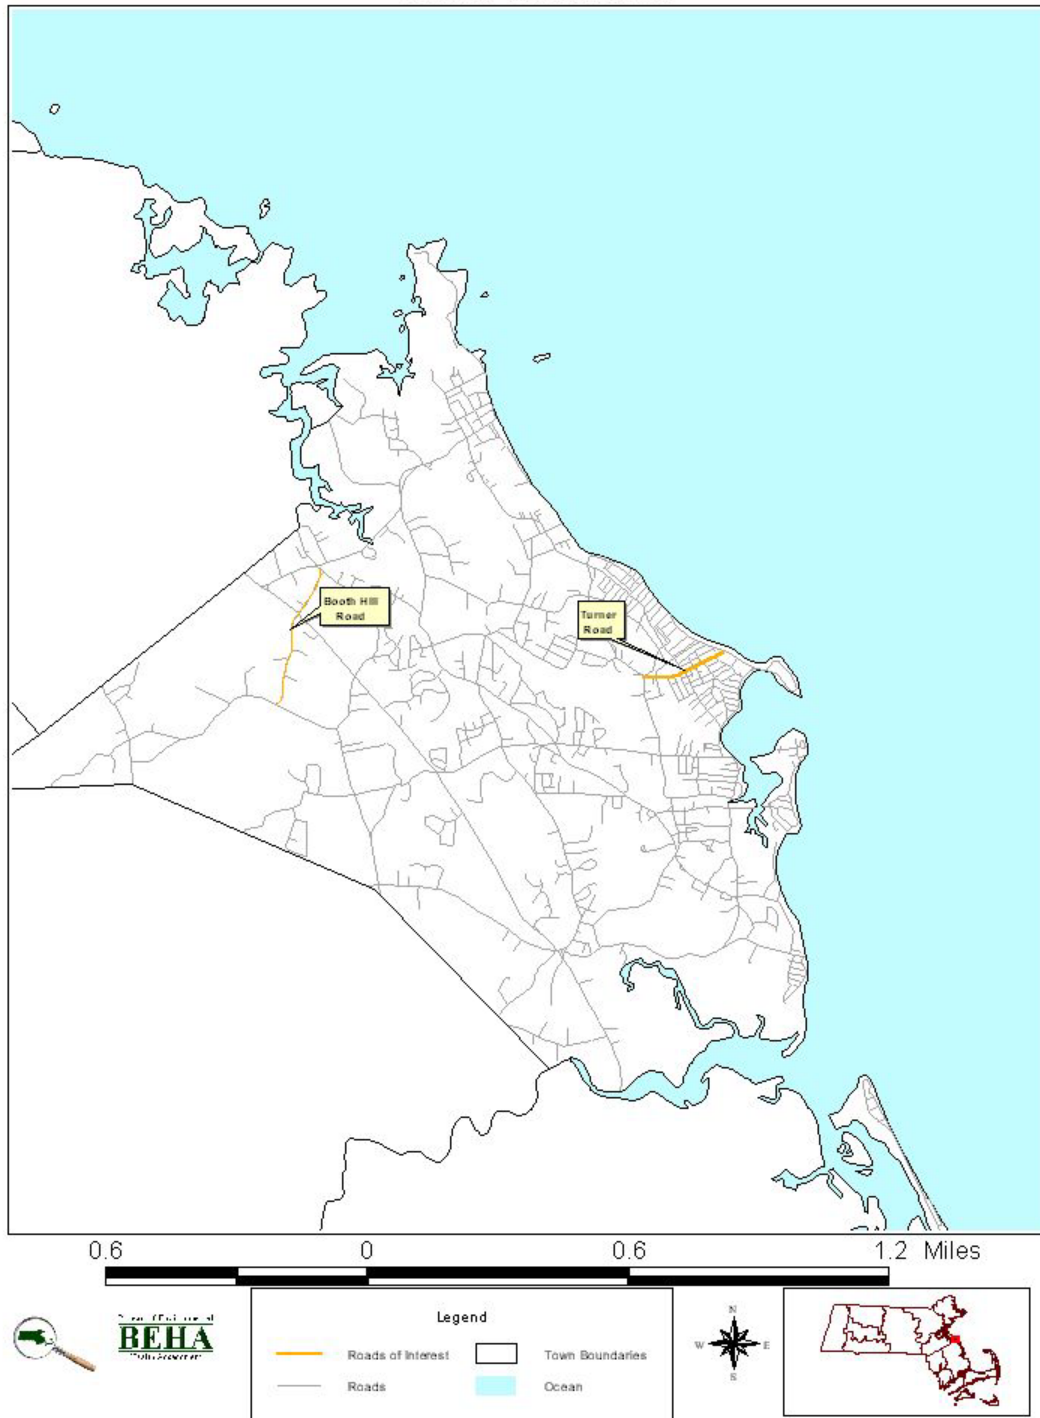 Booth Hill
Road
Turner
Road
0.6 0 0.6 1.2 Miles
BEHA
Legend
Roads of Interest
Town Boundaries
Roads
Ocean
N
W E
S